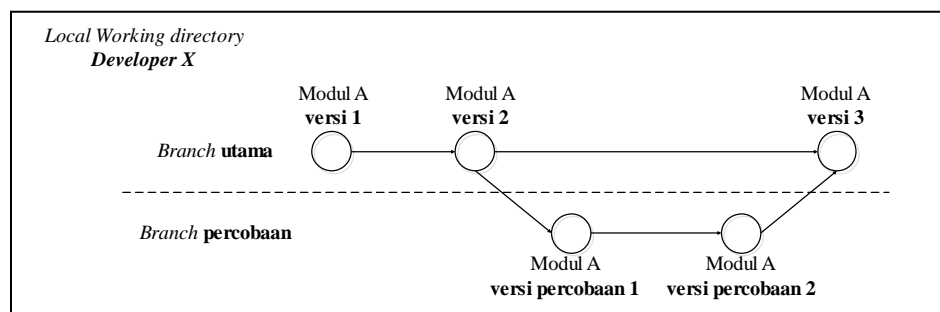 Local Working directory
Developer X
Modul A
versi 1
Modul A
versi 2
Modul A
versi 3
Branch utama
Branch percobaan
Modul A
versi percobaan 1
Modul A
versi percobaan 2